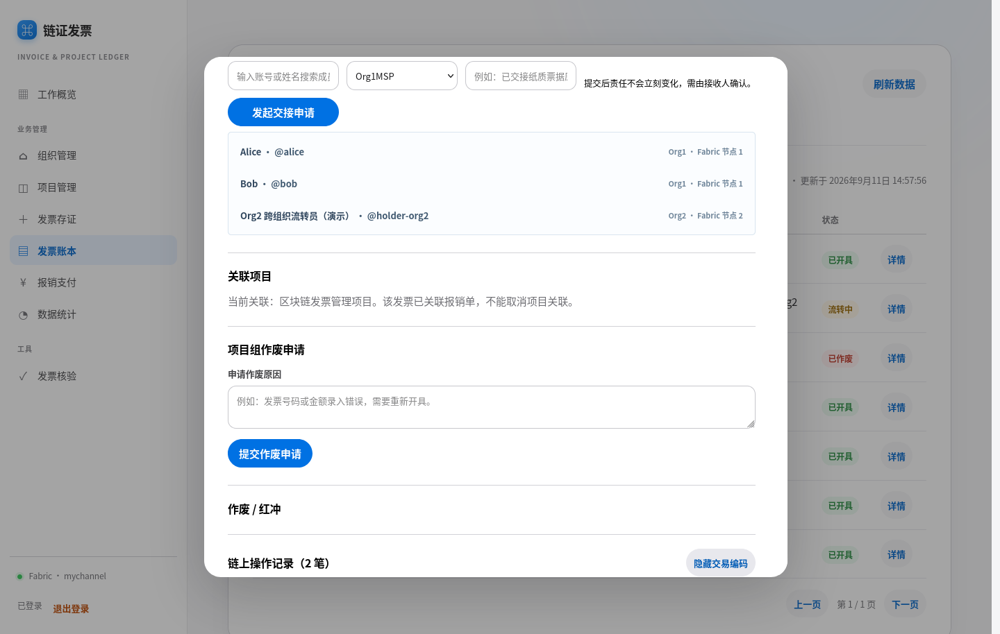 链证发票
INVOICE & PROJECT LEDGER
工作概览
业务管理
组织管理
项目管理
发票存证
发票账本
报销支付
数据统计
工具
发票核验
Fabric · mychannel
已登录 退出登录
输入账号或姓名搜索成
Org1MSP
例如：已交接纸质票据
提交后责任不会立刻变化，需由接收人确认。
发起交接申请
Alice · @alice
Org1 · Fabric 节点 1
Bob · @bob
Org1 · Fabric 节点 1
Org2 跨组织流转员（演示） · @holder-org2
Org2 · Fabric 节点 2
关联项目
当前关联：区块链发票管理项目。该发票已关联报销单，不能取消项目关联。
项目组作废申请
申请作废原因
例如：发票号码或金额录入错误，需要重新开具。
提交作废申请
作废 / 红冲
链上操作记录（2 笔）
隐藏交易编码
刷新数据
· 更新于 2026年9月11日 14:57:56
状态
已开具 详情
g2 流转中 详情
已作废 详情
已开具 详情
已开具 详情
已开具 详情
已开具 详情
上一页 第 1 / 1 页 下一页